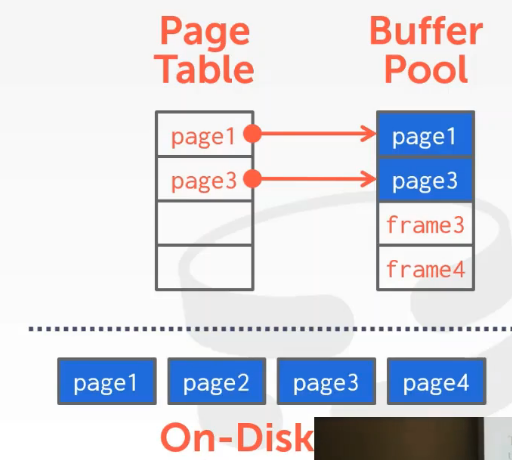 Page Table
Buffer Pool
page1
page1
page3
page3
frame3
frame4
page1 page2 page3 page4
On-Disk